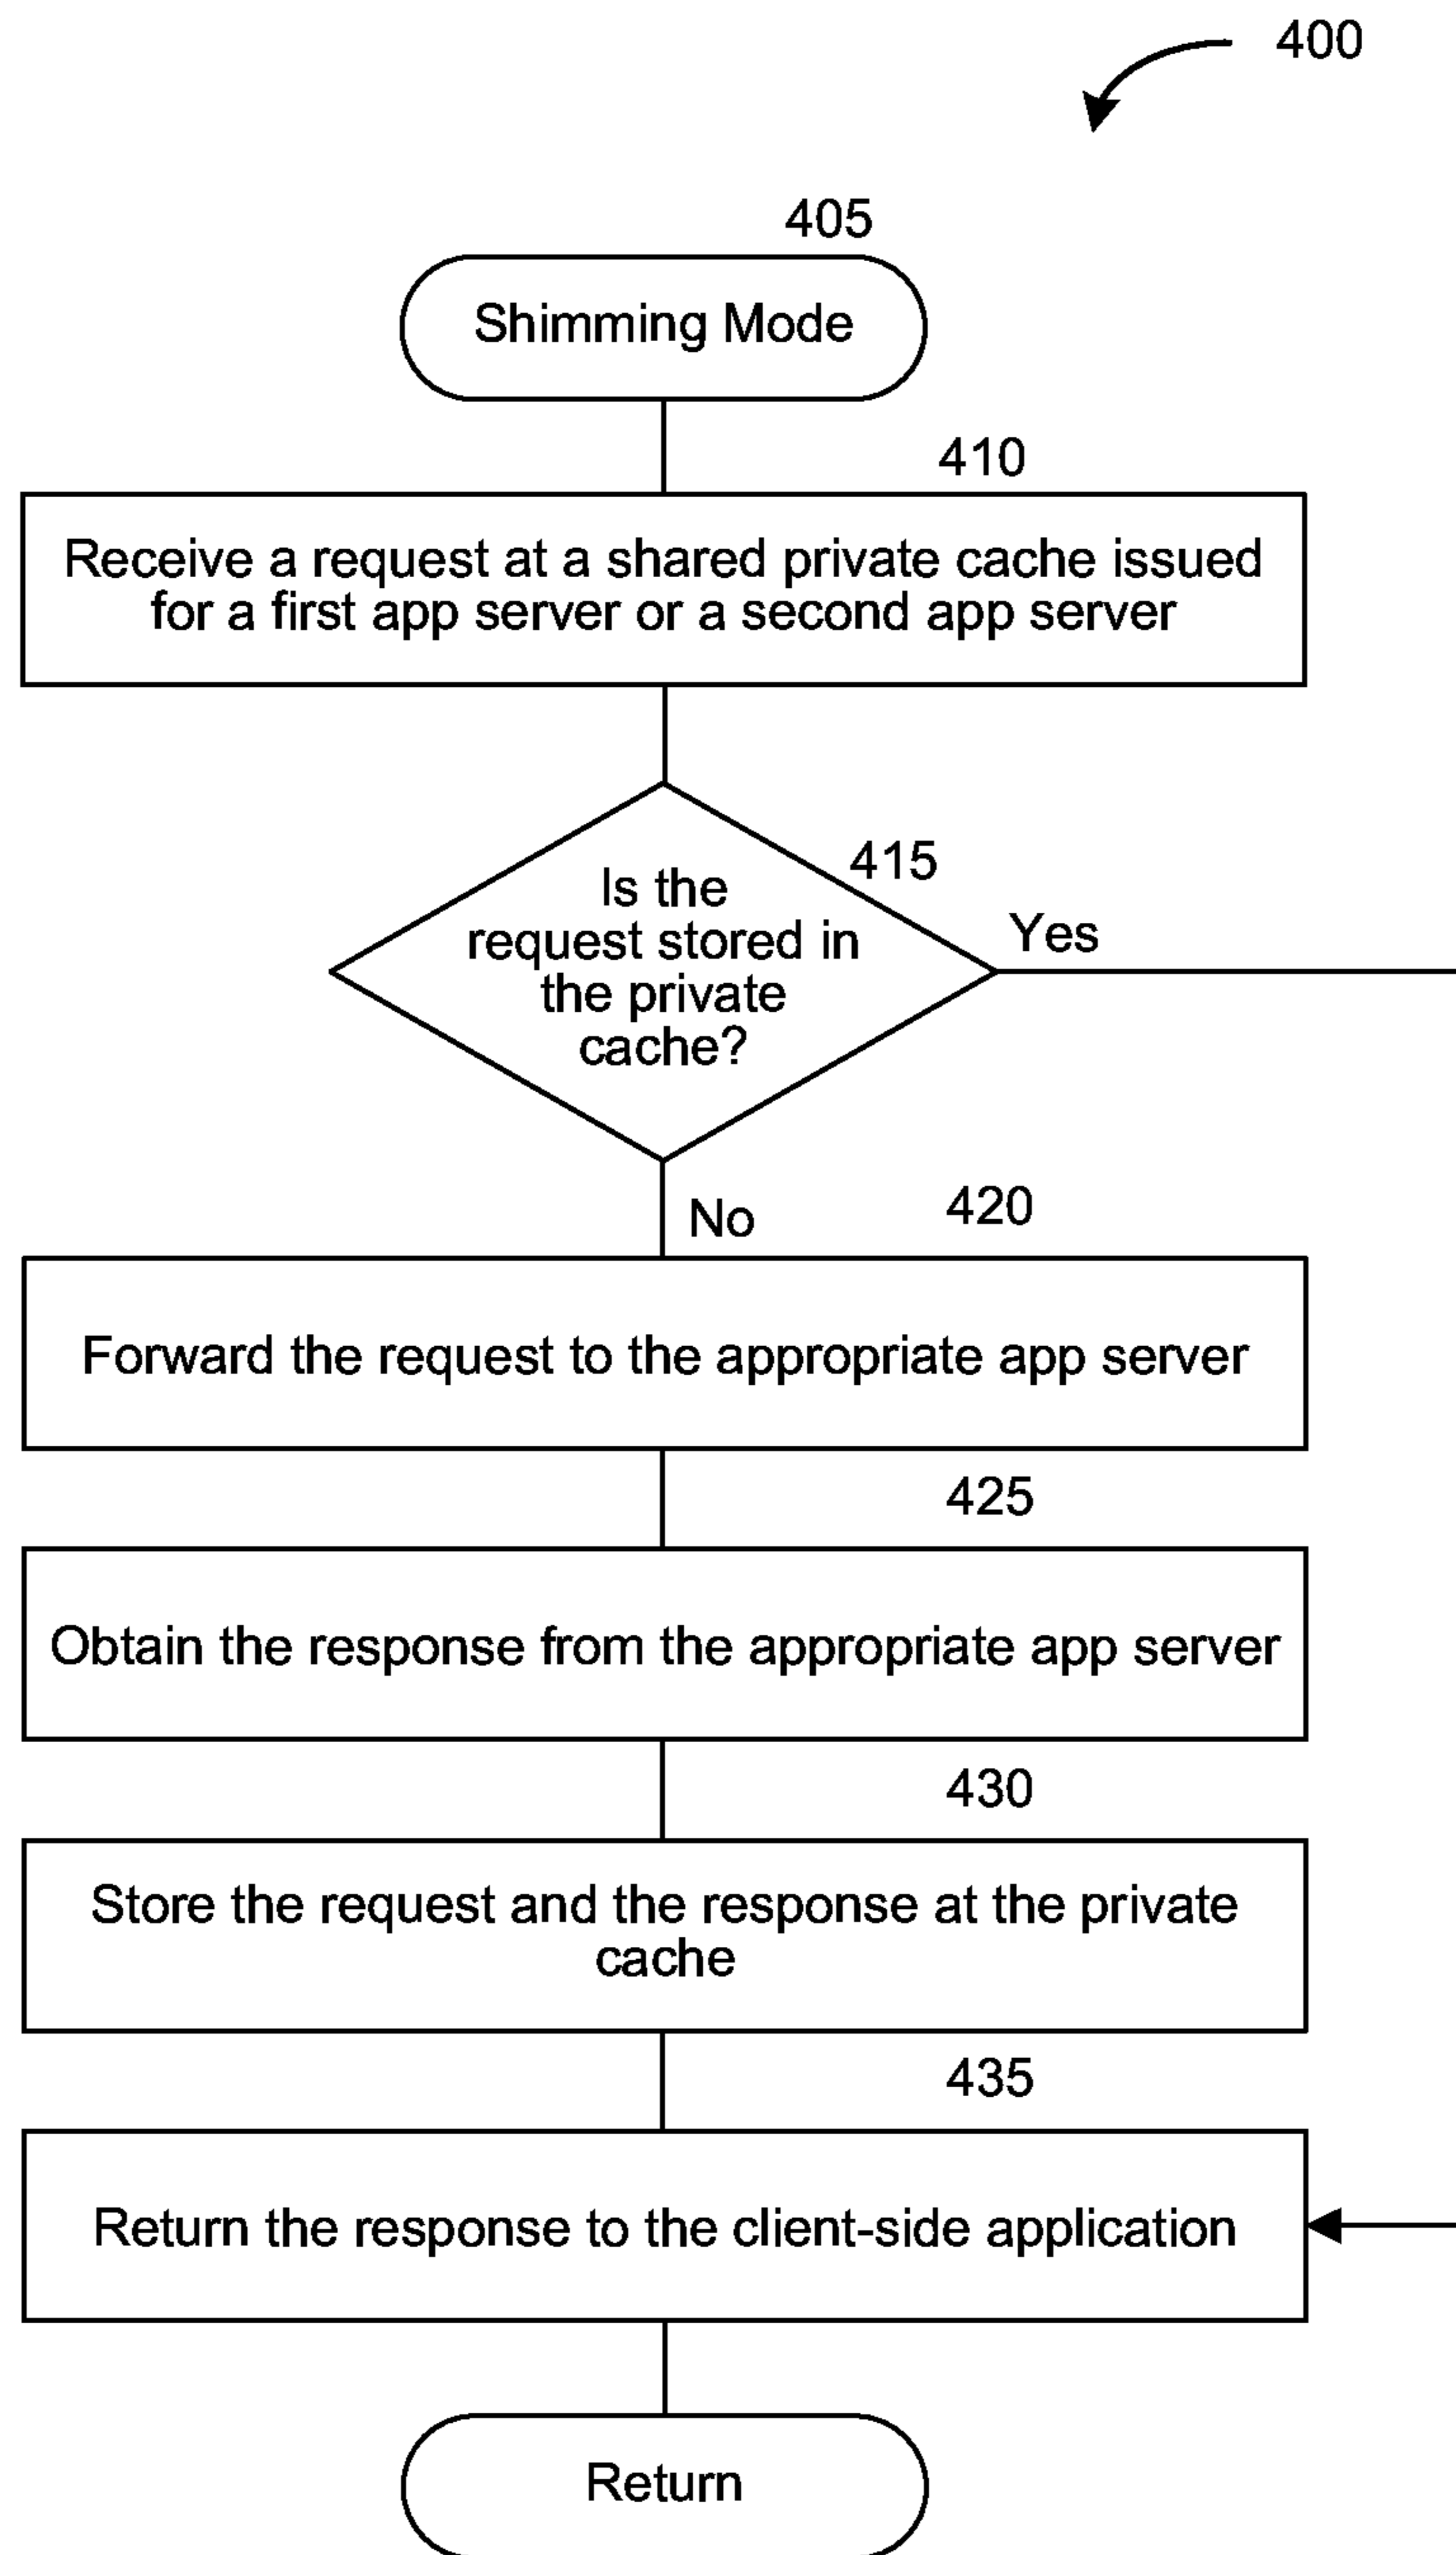 400
405
Shimming Mode
410
Receive a request at a shared private cache issued
for a first app server or a second app server
415
Is the
request stored in
the private
cache?
Yes
No
420
Forward the request to the appropriate app server
425
Obtain the response from the appropriate app server
430
Store the request and the response at the private
cache
435
Return the response to the client-side application
Return